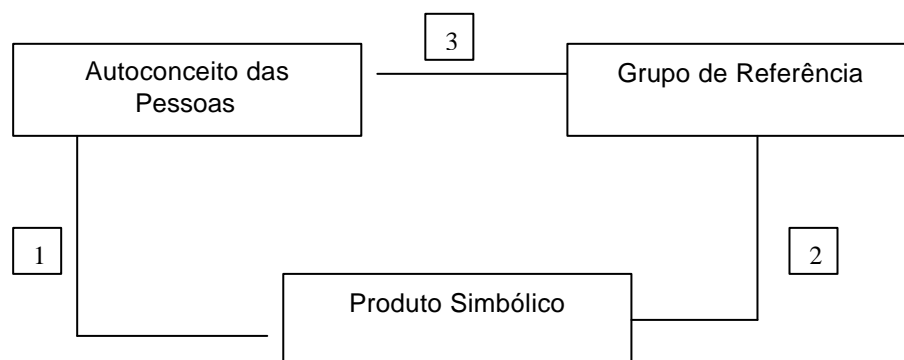 3
Autoconceito das
Pessoas
Grupo de Referência
1
2
Produto Simbólico